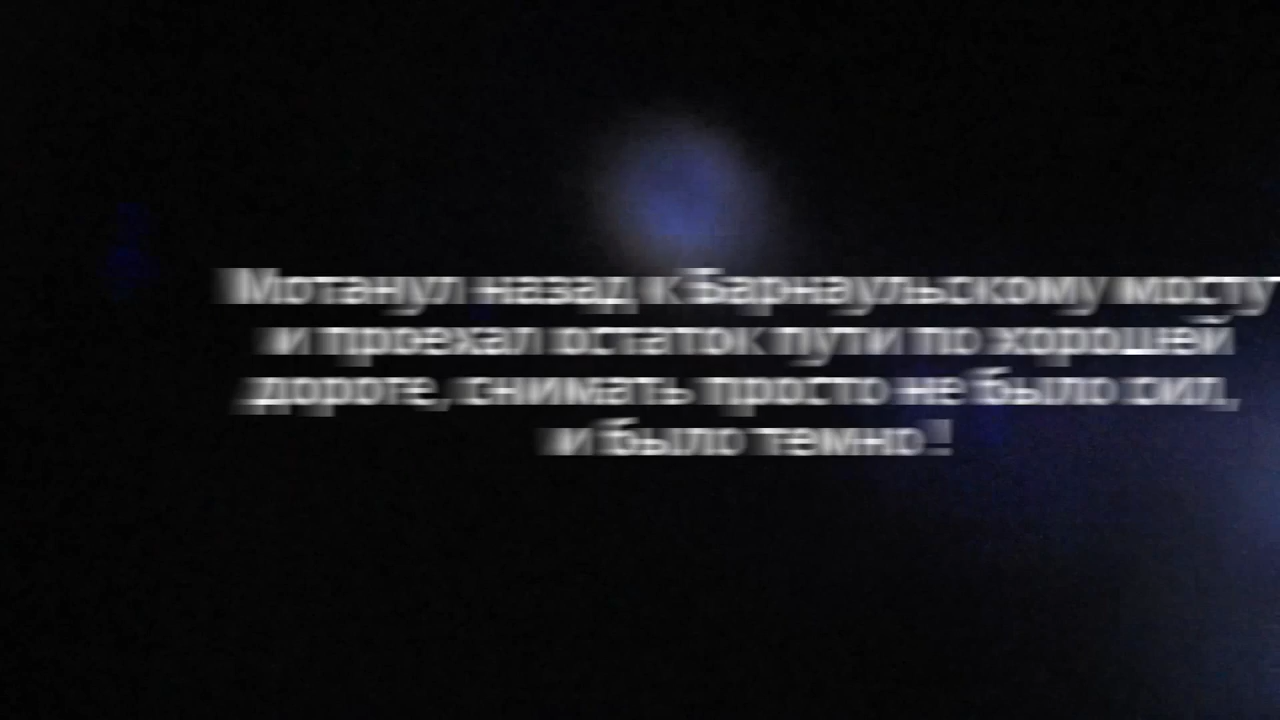 Мотанул назад к Барнаульскому мосту
и проехал остаток пути по хорошей
дороге, снимать просто не было сил,
и было темно!